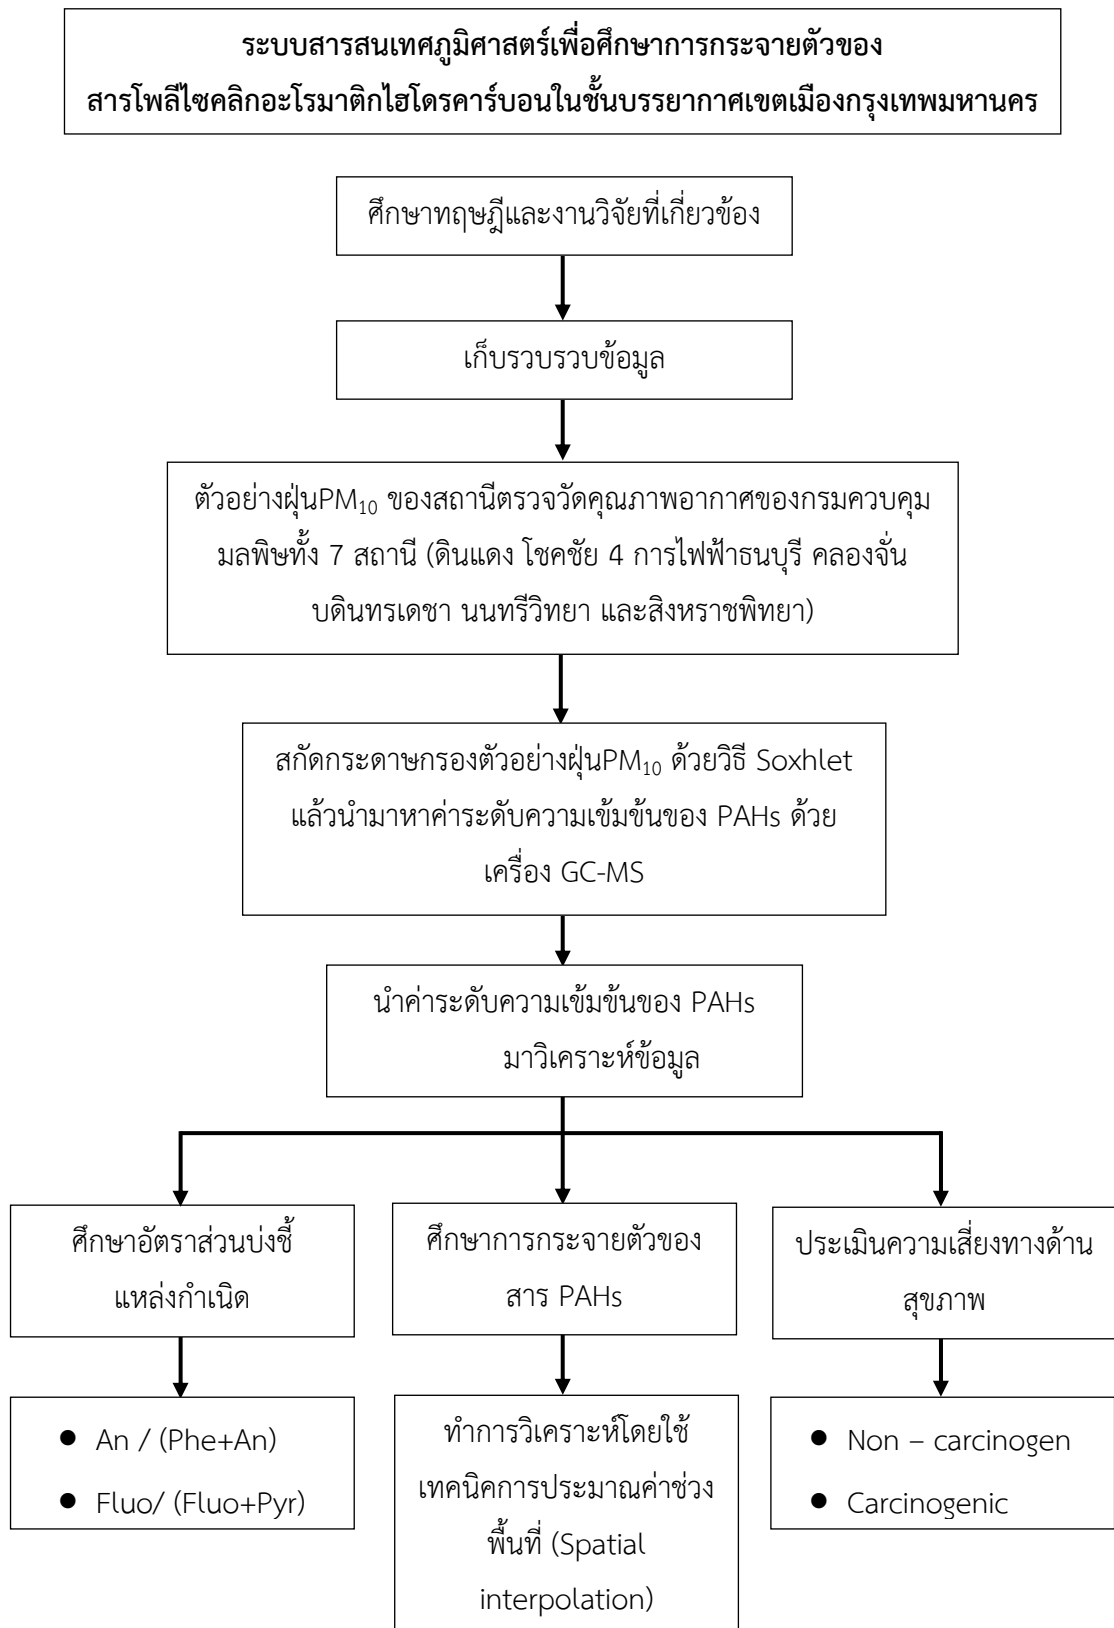 ระบบสารสนเทศภูมิศาสตร์เพื่อศึกษาการกระจายตัวของ
สารโพลีไซคลิกอะโรมาติกไฮโดรคาร์บอนในชั้นบรรยากาศเขตเมืองกรุงเทพมหานคร
ศึกษาทฤษฎีและงานวิจัยที่เกี่ยวข้อง
เก็บรวบรวบข้อมูล
ตัวอย่างฝุ่นPM₁₀ ของสถานีตรวจวัดคุณภาพอากาศของกรมควบคุม
มลพิษทั้ง 7 สถานี (ดินแดง โชคชัย 4 การไฟฟ้าธนบุรี คลองจั่น
บดินทรเดชา นนทรีวิทยา และสิงหราชพิทยา)
สกัดกระดาษกรองตัวอย่างฝุ่นPM₁₀ ด้วยวิธี Soxhlet
แล้วนำมาหาค่าระดับความเข้มข้นของ PAHs ด้วย
เครื่อง GC-MS
นำค่าระดับความเข้มข้นของ PAHs
มาวิเคราะห์ข้อมูล
ศึกษาอัตราส่วนบ่งชี้
แหล่งกำเนิด
ศึกษาการกระจายตัวของ
สาร PAHs
ประเมินความเสี่ยงทางด้าน
สุขภาพ
● An / (Phe+An)
● Fluo/ (Fluo+Pyr)
ทำการวิเคราะห์โดยใช้
เทคนิคการประมาณค่าช่วง
พื้นที่ (Spatial
interpolation)
● Non – carcinogen
● Carcinogenic